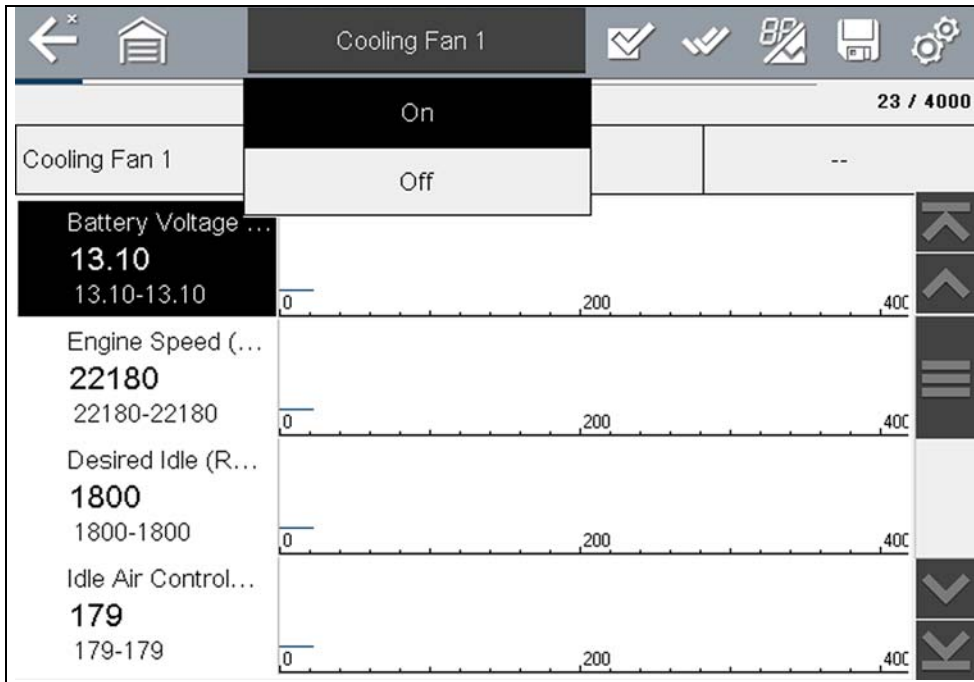 Cooling Fan 1
23 / 4000
On
Off
Cooling Fan 1
--
Battery Voltage ...
13.10
13.10-13.10
0 200 400
Engine Speed (...
22180
22180-22180
0 200 400
Desired Idle (R...
1800
1800-1800
0 200 400
Idle Air Control...
179
179-179
0 200 400